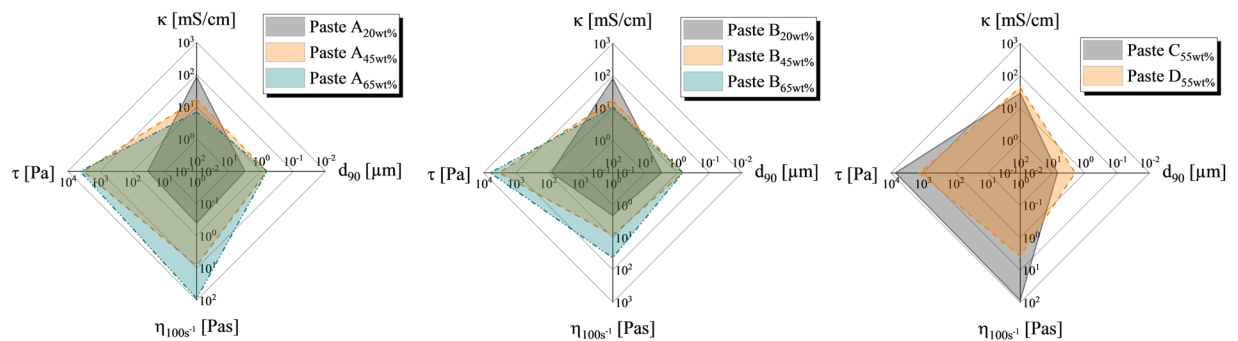 κ [mS/cm]
Paste A₂₀wt%
Paste A₄₅wt%
Paste A₆₅wt%
10³
10²
10¹
10⁰
10²
τ [Pa] 10⁴ 10³ 10² 10¹ 10¹ 10⁰ 10⁻¹ 10⁻² d₉₀ [µm]
10⁰
10¹
10²
η₁₀₀s⁻¹ [Pas]
κ [mS/cm]
Paste B₂₀wt%
Paste B₄₅wt%
Paste B₆₅wt%
10³
10²
10¹
10⁰
10²
τ [Pa] 10⁴ 10³ 10² 10¹ 10¹ 10⁰ 10⁻¹ 10⁻² d₉₀ [µm]
10⁰
10¹
10²
10³
η₁₀₀s⁻¹ [Pas]
κ [mS/cm]
Paste C₅₅wt%
Paste D₅₅wt%
10³
10²
10¹
10⁰
10²
τ [Pa] 10⁴ 10³ 10² 10¹ 10¹ 10⁰ 10⁻¹ 10⁻² d₉₀ [µm]
10⁻¹
10⁰
10¹
10²
η₁₀₀s⁻¹ [Pas]